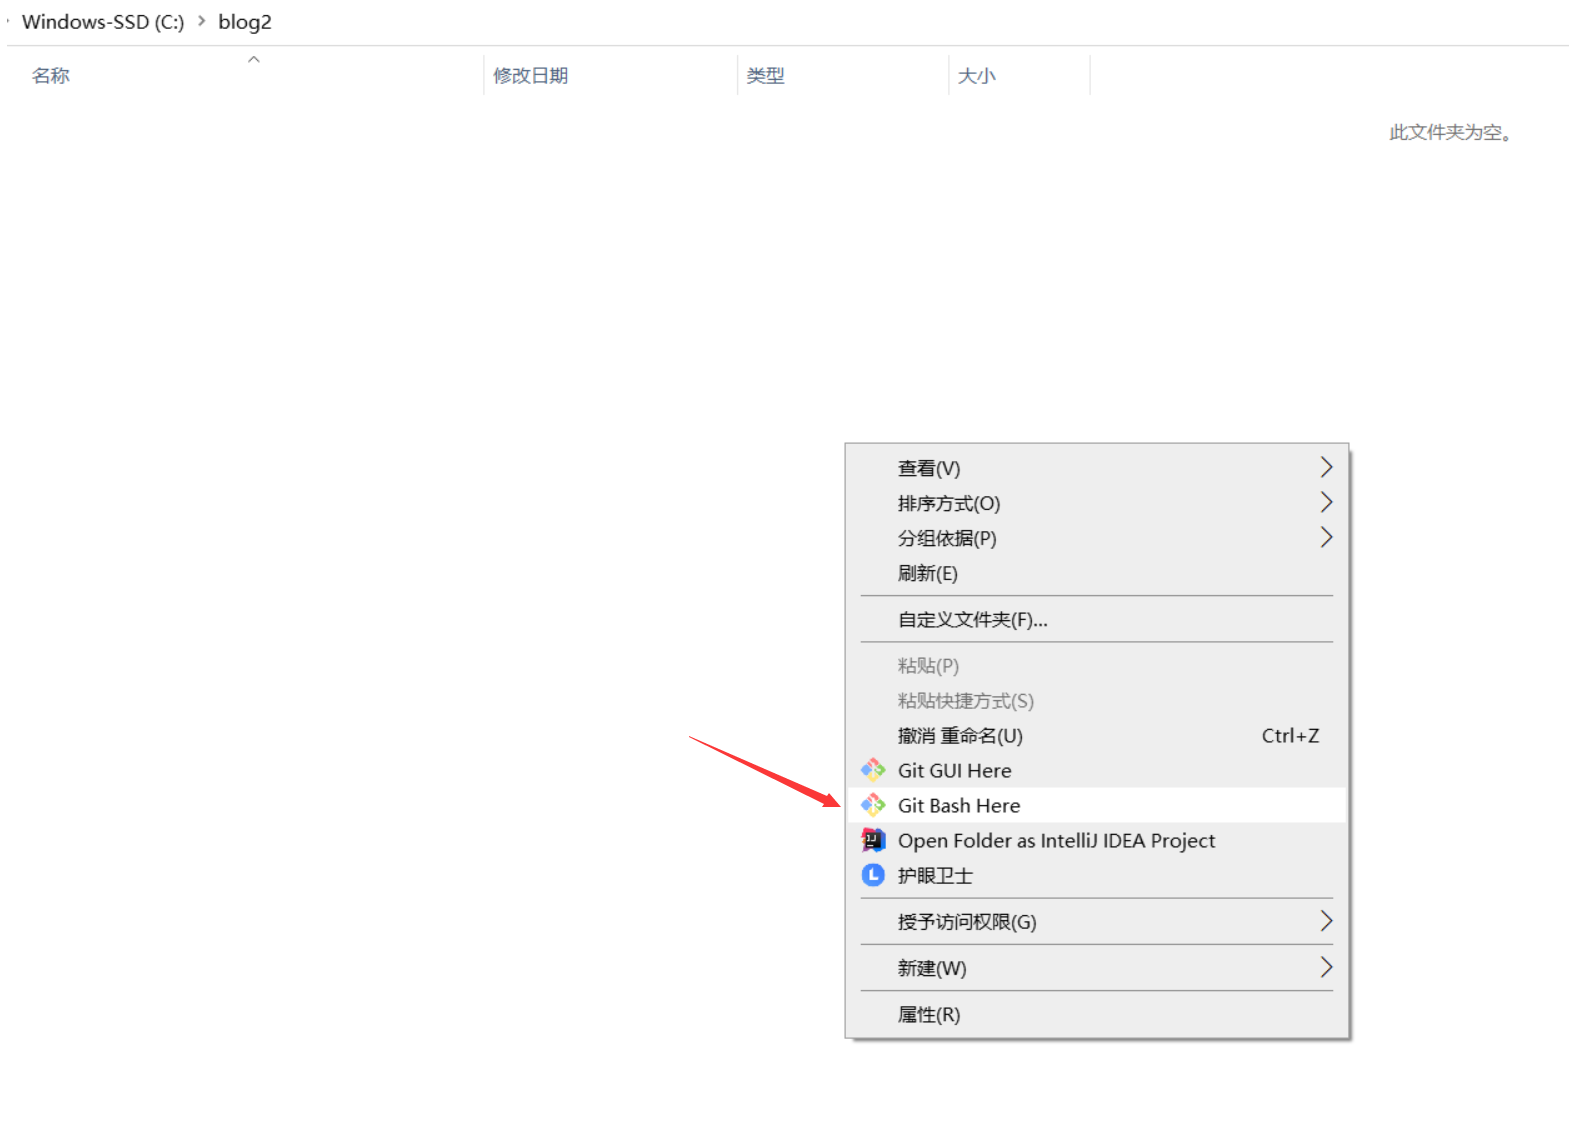 Windows-SSD (C:) > blog2
名称 修改日期 类型 大小
此文件夹为空。
查看(V)
排序方式(O)
分组依据(P)
刷新(E)
自定义文件夹(F)...
粘贴(P)
粘贴快捷方式(S)
撤消 重命名(U) Ctrl+Z
Git GUI Here
Git Bash Here
Open Folder as IntelliJ IDEA Project
护眼卫士
授予访问权限(G)
新建(W)
属性(R)